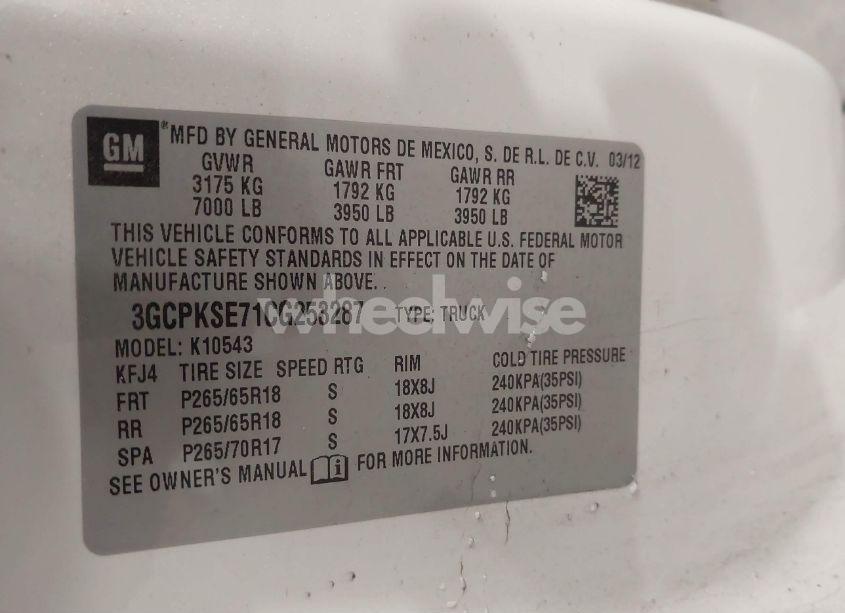 GM
®MFD BY GENERAL MOTORS DE MEXICO, S. DE R.L. DE C.V. 03/12
GVWR GAWR FRT GAWR RR
3175 KG 1792 KG 1792 KG
7000 LB 3950 LB 3950 LB
THIS VEHICLE CONFORMS TO ALL APPLICABLE U.S. FEDERAL MOTOR
VEHICLE SAFETY STANDARDS IN EFFECT ON THE DATE OF
MANUFACTURE SHOWN ABOVE.
3GCPKSE71CG253287 TYPE: TRUCK
wheelwise
MODEL: K10543
KFJ4 TIRE SIZE SPEED RTG RIM COLD TIRE PRESSURE
FRT P265/65R18 S 18X8J 240KPA(35PSI)
RR P265/65R18 S 18X8J 240KPA(35PSI)
SPA P265/70R17 S 17X7.5J 240KPA(35PSI)
SEE OWNER'S MANUAL FOR MORE INFORMATION.